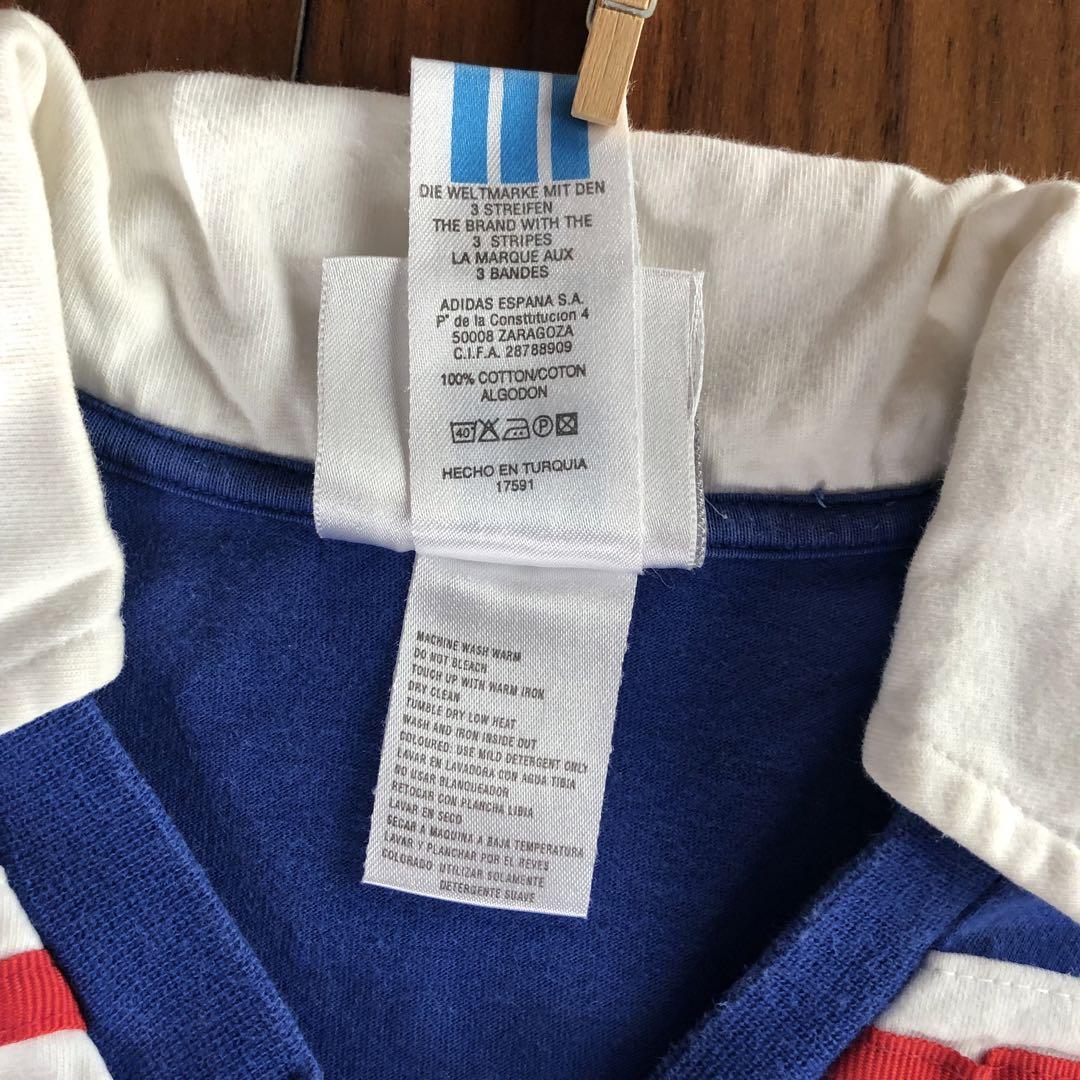 DIE WELTMARKE MIT DEN
3 STREIFEN
THE BRAND WITH THE
3 STRIPES
LA MARQUE AUX
3 BANDES
ADIDAS ESPANA S.A.
Pº de la Constitucion 4
50008 ZARAGOZA
C.I.F.A. 28788909
100% COTTON/COTON
ALGODON
40 P
HECHO EN TURQUIA
17591
MACHINE WASH WARM
DO NOT BLEACH
TOUCH UP WITH WARM IRON
DRY CLEAN
TUMBLE DRY LOW HEAT
WASH AND IRON INSIDE OUT
COLOURED: USE MILD DETERGENT ONLY
LAVAR EN LAVADORA CON AGUA TIBIA
NO USAR BLANQUEADOR
RETOCAR CON PLANCHA LIBIA
LAVAR EN SECO
SEGAR A MAQUINA A BAJA TEMPERATURA
LAVAR Y PLANCHAR POR EL REVES
COLORADO: UTILIZAR SOLAMENTE
DETERGENTE SUAVE